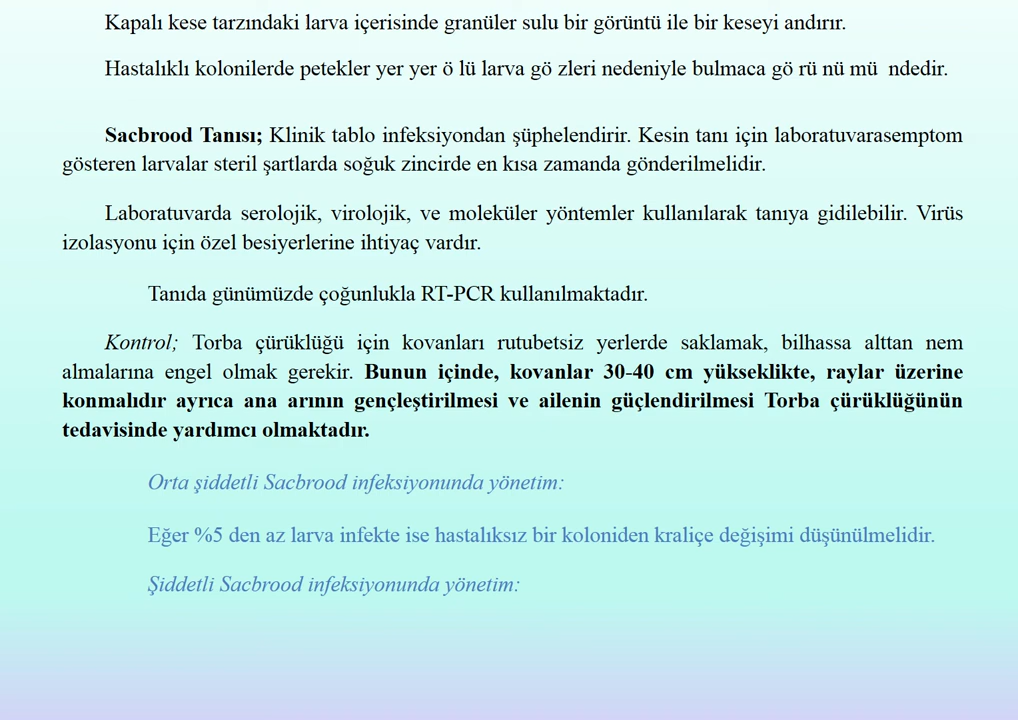 Kapalı kese tarzındaki larva içerisinde granüler sulu bir görüntü ile bir keseyi andırır.
Hastalıklı kolonilerde petekler yer yer ö lü larva gö zleri nedeniyle bulmaca gö rü nü mü ndedir.
Sacbrood Tanısı; Klinik tablo infeksiyondan şüphelendirir. Kesin tanı için laboratuvarasemptom
gösteren larvalar steril şartlarda soğuk zincirde en kısa zamanda gönderilmelidir.
Laboratuvarda serolojik, virolojik, ve moleküler yöntemler kullanılarak tanıya gidilebilir. Virüs
izolasyonu için özel besiyerlerine ihtiyaç vardır.
Tanıda günümüzde çoğunlukla RT-PCR kullanılmaktadır.
Kontrol; Torba çürüklüğü için kovanları rutubetsiz yerlerde saklamak, bilhassa alttan nem
almalarına engel olmak gerekir. Bunun içinde, kovanlar 30-40 cm yükseklikte, raylar üzerine
konmalıdır ayrıca ana arının gençleştirilmesi ve ailenin güçlendirilmesi Torba çürüklüğünün
tedavisinde yardımcı olmaktadır.
Orta şiddetli Sacbrood infeksiyonunda yönetim:
Eğer %5 den az larva infekte ise hastalıksız bir koloniden kraliçe değişimi düşünülmelidir.
Şiddetli Sacbrood infeksiyonunda yönetim: